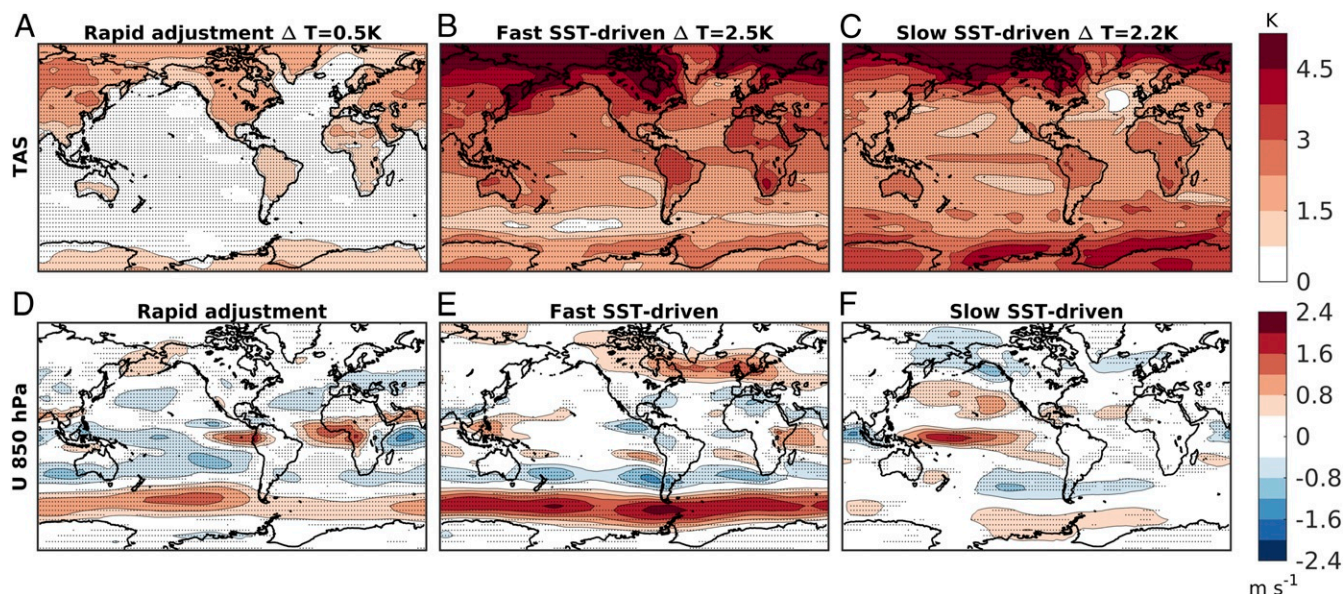 A Rapid adjustment Δ T=0.5K
B Fast SST-driven Δ T=2.5K
C Slow SST-driven Δ T=2.2K
K
TAS
4.5
3
1.5
0
D Rapid adjustment
E Fast SST-driven
F Slow SST-driven
U 850 hPa
2.4
1.6
0.8
0
-0.8
-1.6
-2.4
m s⁻¹